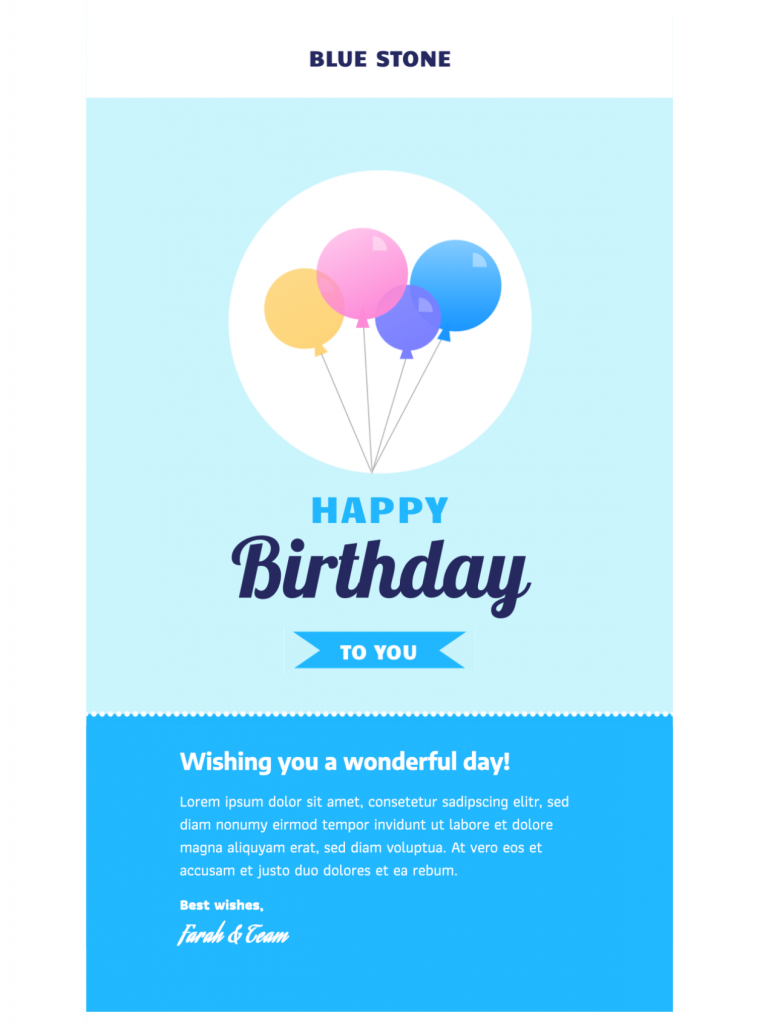 BLUE STONE
HAPPY
Birthday
TO YOU
Wishing you a wonderful day!
Lorem ipsum dolor sit amet, consetetur sadipscing elitr, sed
diam nonumy eirmod tempor invidunt ut labore et dolore
magna aliquyam erat, sed diam voluptua. At vero eos et
accusam et justo duo dolores et ea rebum.
Best wishes,
Farah & Team